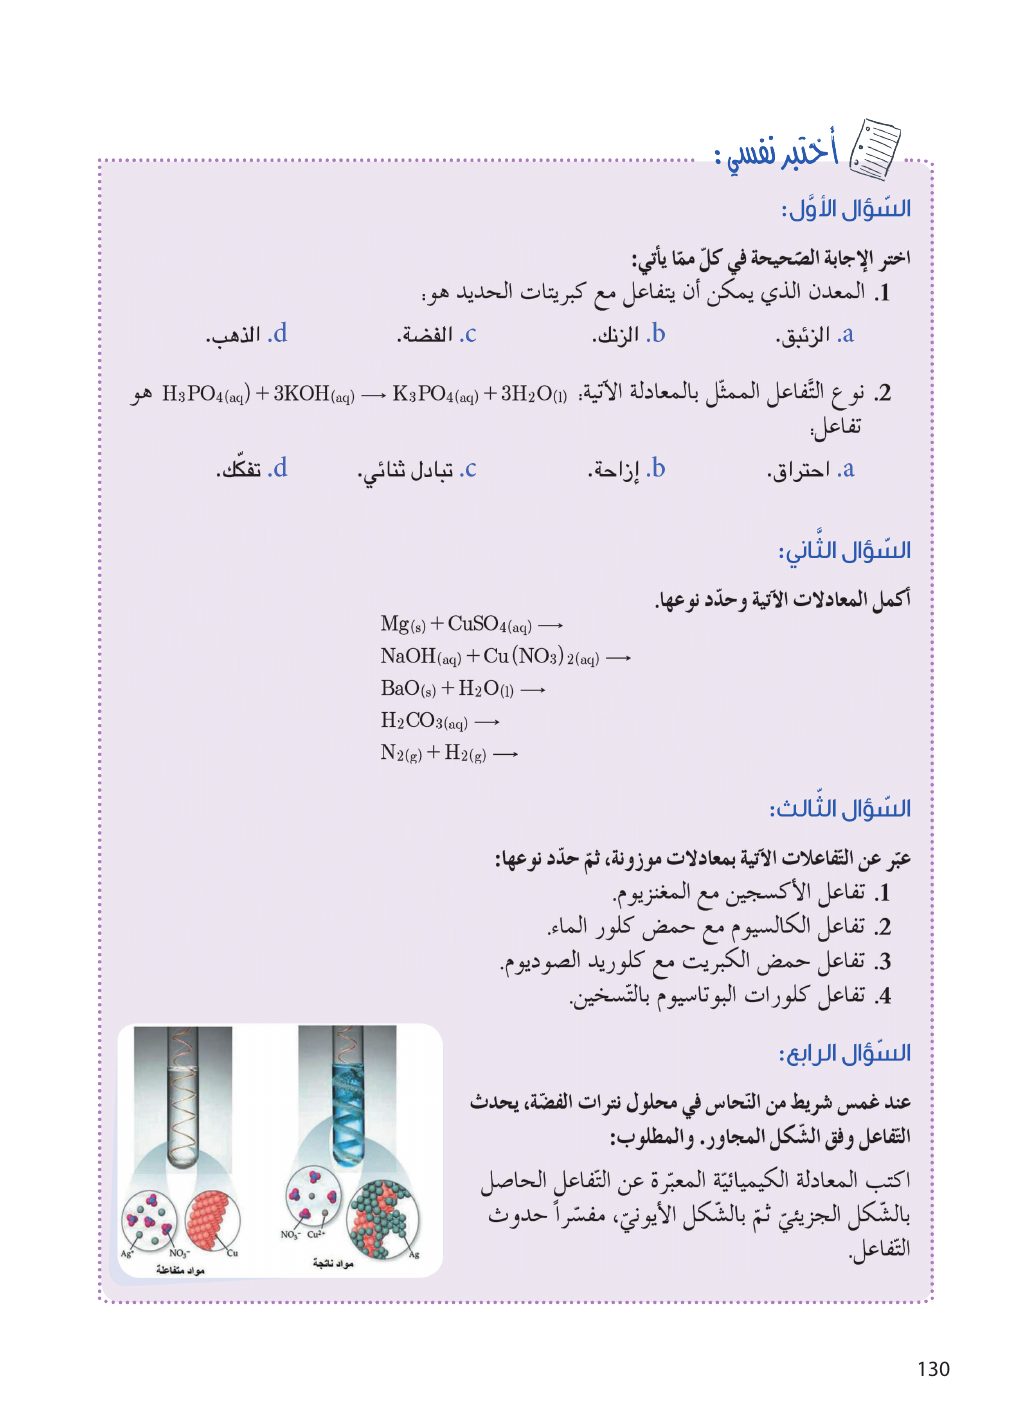 أختبر نفسي:
السّؤال الأوَّل:
اختر الإجابة الصّحيحة في كلّ ممّا يأتي:
1. المعدن الذي يمكن أن يتفاعل مع كبريتات الحديد هو:
a. الزئبق. b. الزنك. c. الفضة. d. الذهب.
2. نوع التَّفاعل الممثّل بالمعادلة الآتية: H3PO4(aq) + 3KOH(aq) ⟶ K3PO4(aq) + 3H2O(l) هو
تفاعل:
a. احتراق. b. إزاحة. c. تبادل ثنائي. d. تفكّك.
السّؤال الثَّاني:
أكمل المعادلات الآتية وحدّد نوعها.
Mg(s) + CuSO4(aq) ⟶
NaOH(aq) + Cu(NO3)2(aq) ⟶
BaO(s) + H2O(l) ⟶
H2CO3(aq) ⟶
N2(g) + H2(g) ⟶
السّؤال الثّالث:
عبّر عن التّفاعلات الآتية بمعادلات موزونة، ثمّ حدّد نوعها:
1. تفاعل الأكسجين مع المغنزيوم.
2. تفاعل الكالسيوم مع حمض كلور الماء.
3. تفاعل حمض الكبريت مع كلوريد الصوديوم.
4. تفاعل كلورات البوتاسيوم بالتّسخين.
السّؤال الرابع:
عند غمس شريط من النّحاس في محلول نترات الفضّة، يحدث
التّفاعل وفق الشّكل المجاور. والمطلوب:
اكتب المعادلة الكيميائيّة المعبّرة عن التّفاعل الحاصل
بالشّكل الجزيئيّ ثمّ بالشّكل الأيونيّ، مفسّراً حدوث
التّفاعل.
NO3⁻ Cu²⁺
Ag
مواد ناتجة
Ag⁺ NO3⁻ Cu
مواد متفاعلة
130